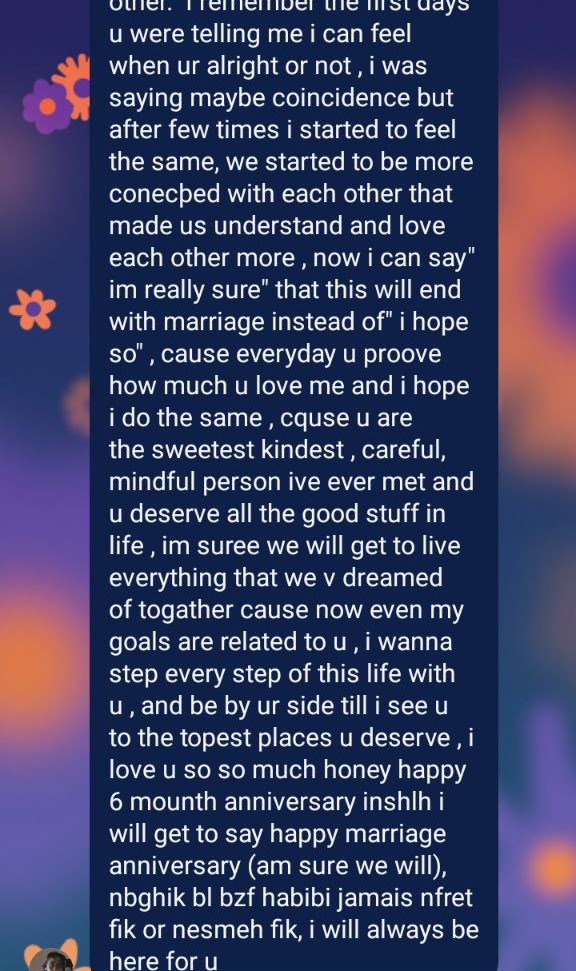 other. I remember the first days
u were telling me i can feel
when ur alright or not , i was
saying maybe coincidence but
after few times i started to feel
the same, we started to be more
conecþed with each other that
made us understand and love
each other more , now i can say"
im really sure" that this will end
with marriage instead of" i hope
so" , cause everyday u proove
how much u love me and i hope
i do the same , cquse u are
the sweetest kindest , careful,
mindful person ive ever met and
u deserve all the good stuff in
life , im suree we will get to live
everything that we v dreamed
of togather cause now even my
goals are related to u , i wanna
step every step of this life with
u , and be by ur side till i see u
to the topest places u deserve , i
love u so so much honey happy
6 mounth anniversary inshlh i
will get to say happy marriage
anniversary (am sure we will),
nbghik bl bzf habibi jamais nfret
fik or nesmeh fik, i will always be
here for u